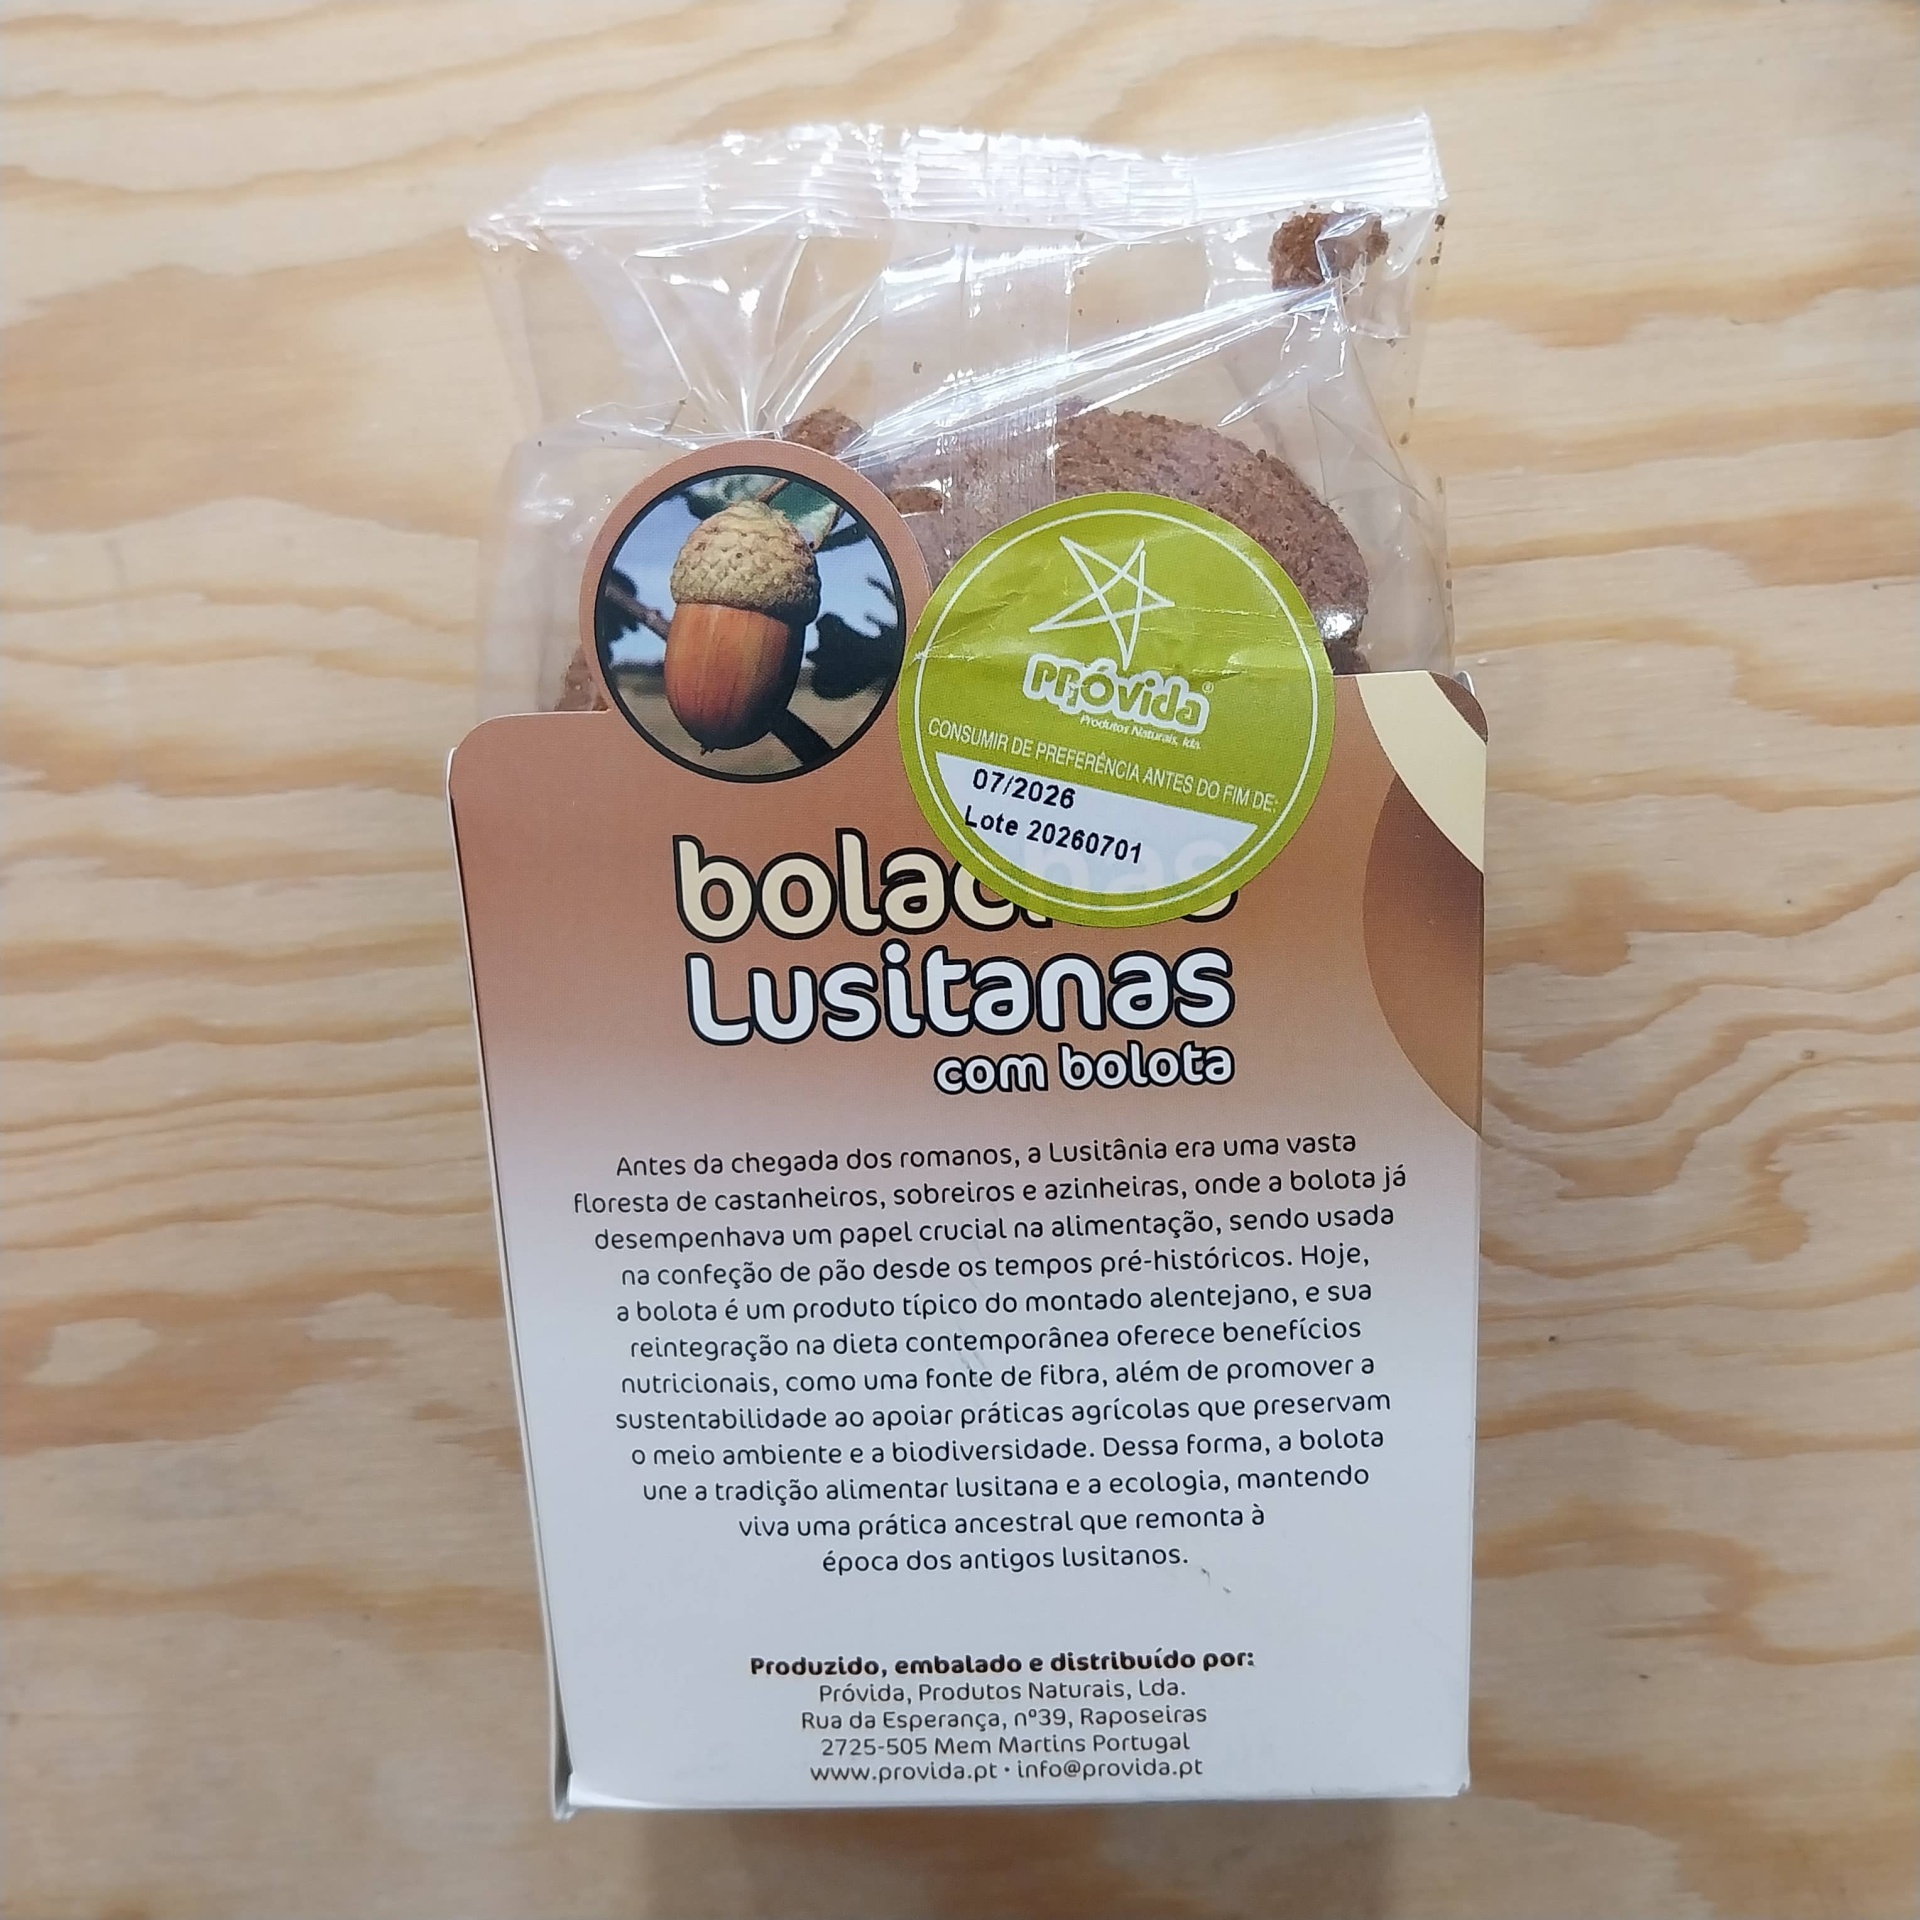 PRÓvida®
Produtos Naturais, lda.
CONSUMIR DE PREFERÊNCIA ANTES DO FIM DE:
07/2026
Lote 20260701
bolachas
Lusitanas
com bolota
Antes da chegada dos romanos, a Lusitânia era uma vasta
floresta de castanheiros, sobreiros e azinheiras, onde a bolota já
desempenhava um papel crucial na alimentação, sendo usada
na confeção de pão desde os tempos pré-históricos. Hoje,
a bolota é um produto típico do montado alentejano, e sua
reintegração na dieta contemporânea oferece benefícios
nutricionais, como uma fonte de fibra, além de promover a
sustentabilidade ao apoiar práticas agrícolas que preservam
o meio ambiente e a biodiversidade. Dessa forma, a bolota
une a tradição alimentar lusitana e a ecologia, mantendo
viva uma prática ancestral que remonta à
época dos antigos lusitanos.
Produzido, embalado e distribuído por:
Próvida, Produtos Naturais, Lda.
Rua da Esperança, nº39, Raposeiras
2725-505 Mem Martins Portugal
www.provida.pt • info@provida.pt